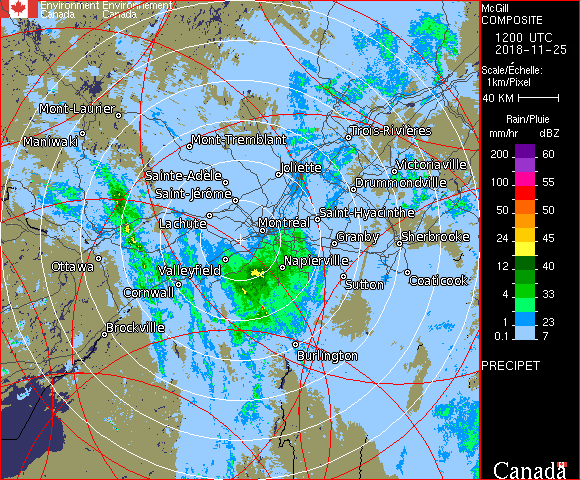 Environment Environnement
Canada Canada
McGill
COMPOSITE
1200 UTC
2018-11-25
Scale/Échelle:
1km/Pixel
40 KM
Rain/Pluie
mm/hr dBZ
200 60
100 55
50 50
24 45
12 40
4 33
1 23
0.1 7
PRECIPET
Canada
Mont-Laurier
Maniwaki
Mont-Tremblant
Trois-Rivières
Sainte-Adèle
Joliette
Victoriaville
Saint-Jérôme
Drummondville
Lachute
Montréal
Saint-Hyacinthe
Granby
Sherbrooke
Ottawa
Valleyfield
Napierville
Cornwall
Sutton
Coaticook
Brockville
Burlington